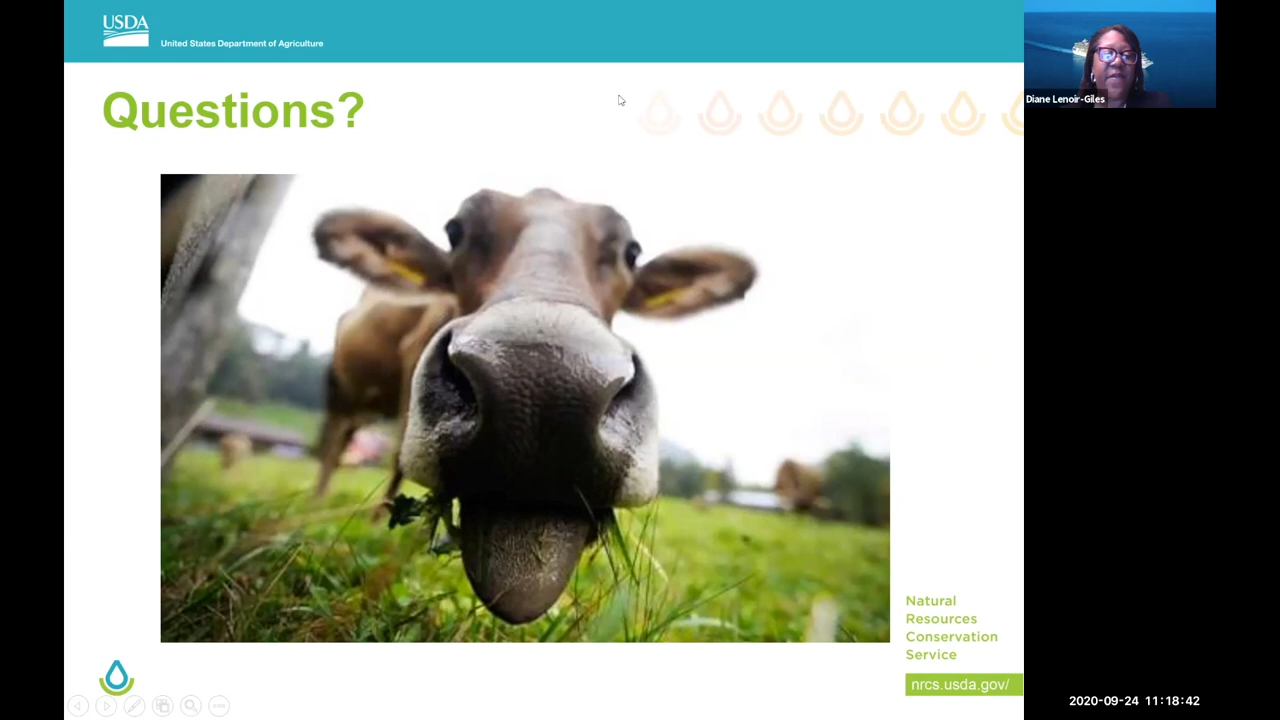 USDA
United States Department of Agriculture
Diane Lenoir-Giles
Questions?
Natural
Resources
Conservation
Service
nrcs.usda.gov/
2020-09-24 11:18:42